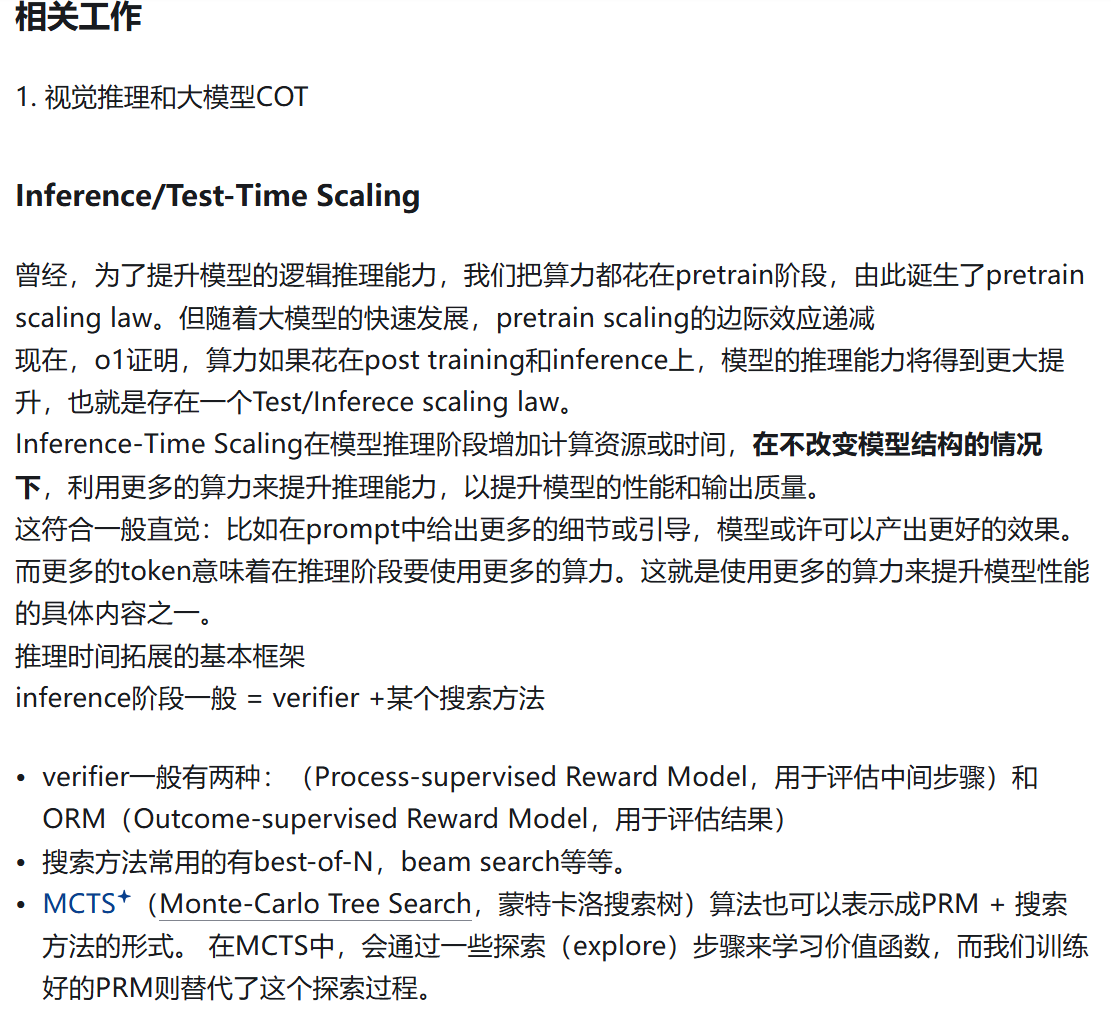 相关工作
1. 视觉推理和大模型COT
Inference/Test-Time Scaling
曾经，为了提升模型的逻辑推理能力，我们把算力都花在pretrain阶段，由此诞生了pretrain
scaling law。但随着大模型的快速发展，pretrain scaling的边际效应递减
现在，o1证明，算力如果花在post training和inference上，模型的推理能力将得到更大提
升，也就是存在一个Test/Inferece scaling law。
Inference-Time Scaling在模型推理阶段增加计算资源或时间，在不改变模型结构的情况
下，利用更多的算力来提升推理能力，以提升模型的性能和输出质量。
这符合一般直觉：比如在prompt中给出更多的细节或引导，模型或许可以产出更好的效果。
而更多的token意味着在推理阶段要使用更多的算力。这就是使用更多的算力来提升模型性能
的具体内容之一。
推理时间拓展的基本框架
inference阶段一般 = verifier +某个搜索方法
• verifier一般有两种：（Process-supervised Reward Model，用于评估中间步骤）和
ORM（Outcome-supervised Reward Model，用于评估结果）
• 搜索方法常用的有best-of-N，beam search等等。
• MCTS（Monte-Carlo Tree Search，蒙特卡洛搜索树）算法也可以表示成PRM + 搜索
方法的形式。 在MCTS中，会通过一些探索（explore）步骤来学习价值函数，而我们训练
好的PRM则替代了这个探索过程。